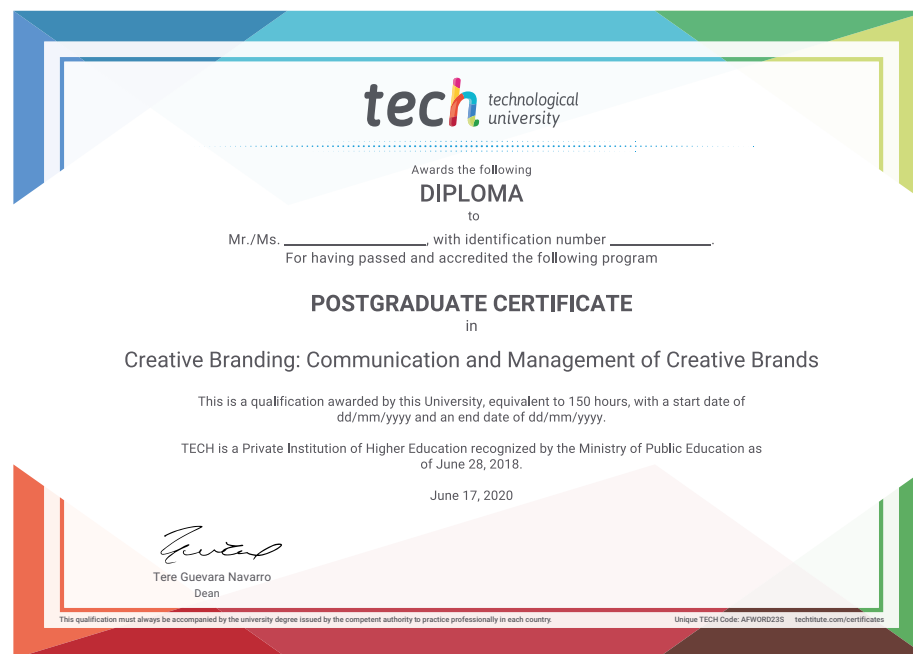 tech technological
university
Awards the following
DIPLOMA
to
Mr./Ms. ____________________, with identification number ______________.
For having passed and accredited the following program
POSTGRADUATE CERTIFICATE
in
Creative Branding: Communication and Management of Creative Brands
This is a qualification awarded by this University, equivalent to 150 hours, with a start date of
dd/mm/yyyy and an end date of dd/mm/yyyy.
TECH is a Private Institution of Higher Education recognized by the Ministry of Public Education as
of June 28, 2018.
June 17, 2020
Tere Guevara Navarro
Dean
This qualification must always be accompanied by the university degree issued by the competent authority to practice professionally in each country. Unique TECH Code: AFWORD23S techtitute.com/certificates